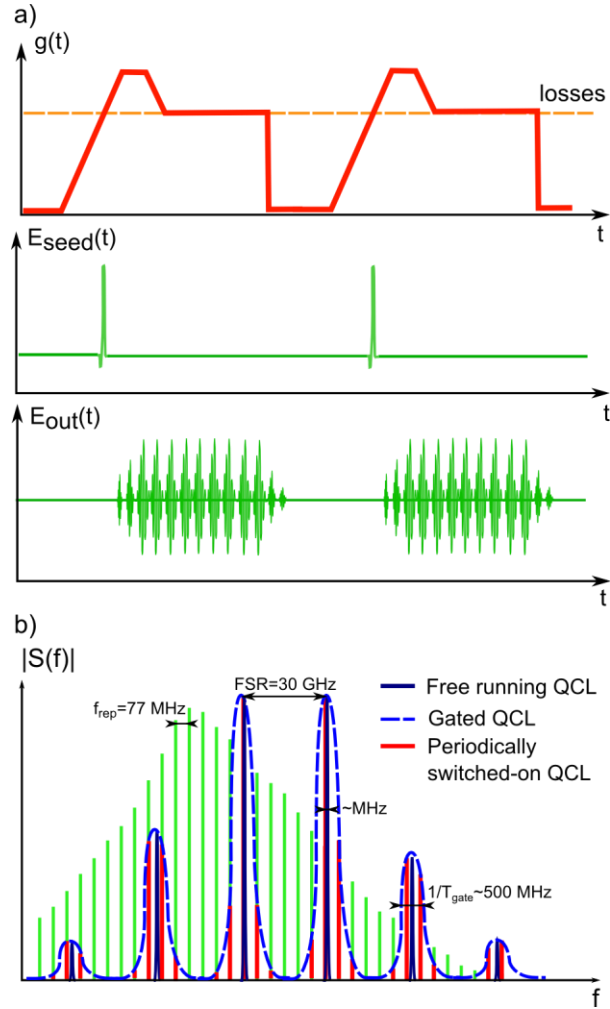 a)
g(t)
losses
t
E_seed(t)
t
E_out(t)
t
b)
|S(f)|
FSR=30 GHz
f_rep=77 MHz
Free running QCL
Gated QCL
Periodically
switched-on QCL
~MHz
1/T_gate~500 MHz
f